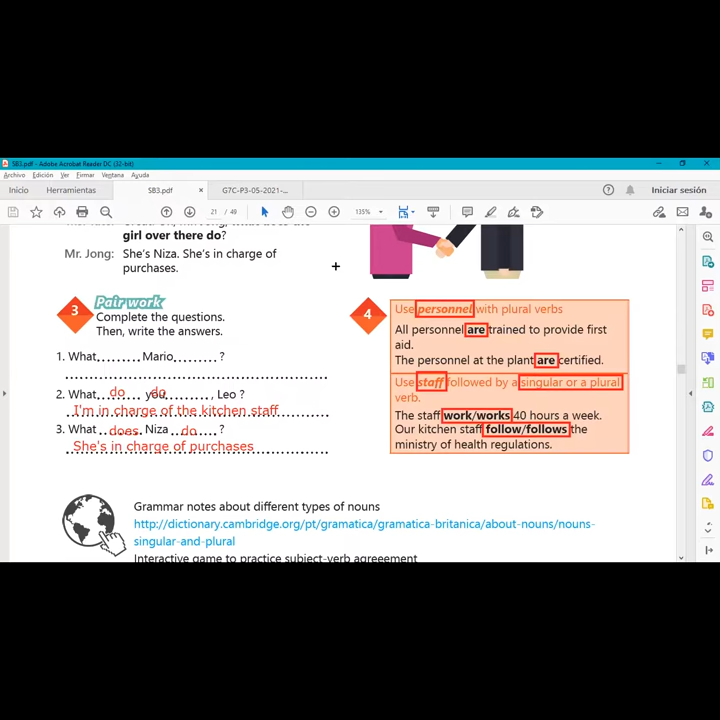 SB3.pdf - Adobe Acrobat Reader DC (32-bit)
Archivo Edición Ver Firmar Ventana Ayuda
Inicio Herramientas SB3.pdf × G7C-P3-05-2021-... Iniciar sesión
21 / 49 135%
girl over there do?
Mr. Jong: She's Niza. She's in charge of
purchases.
3 Pair work
Complete the questions.
Then, write the answers.
1. What......... Mario......... ?
2. What do you do, Leo ?
I'm in charge of the kitchen staff
3. What does Niza do ?
She's in charge of purchases
4
Use personnel with plural verbs
All personnel are trained to provide first
aid.
The personnel at the plant are certified.
Use staff followed by a singular or a plural
verb.
The staff work/works 40 hours a week.
Our kitchen staff follow/follows the
ministry of health regulations.
Grammar notes about different types of nouns
http://dictionary.cambridge.org/pt/gramatica/gramatica-britanica/about-nouns/nouns-
singular-and-plural
Interactive game to practice subject-verb agreeement